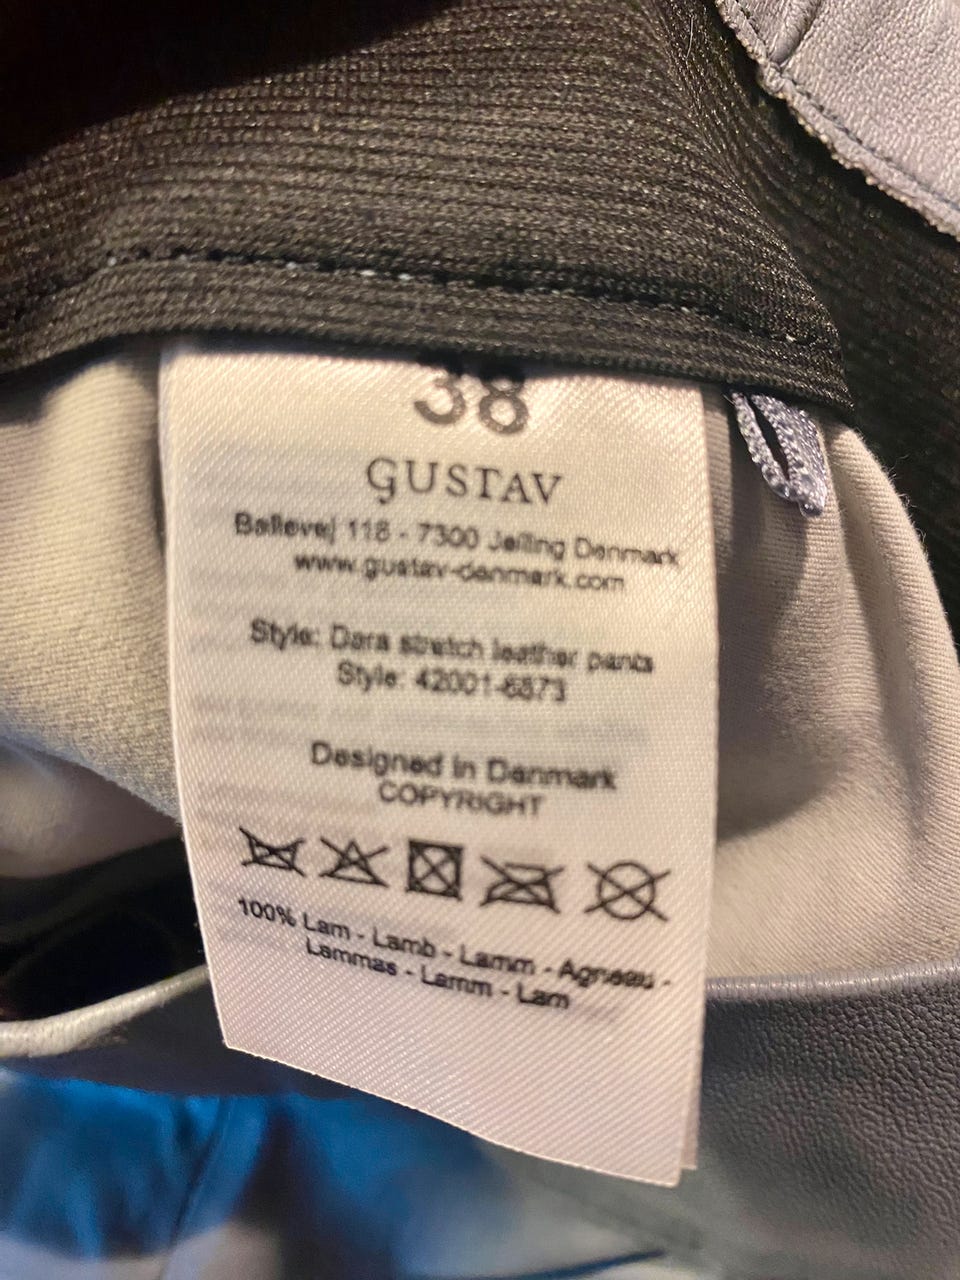 38
GUSTAV
Ballevej 118 - 7300 Jelling Danmark
www.gustav-denmark.com
Style: Dara stretch leather pants
Style: 42001-6873
Designed in Danmark
COPYRIGHT
100% Lam - Lamb - Lamm - Agneau -
Lammas - Lamm - Lam